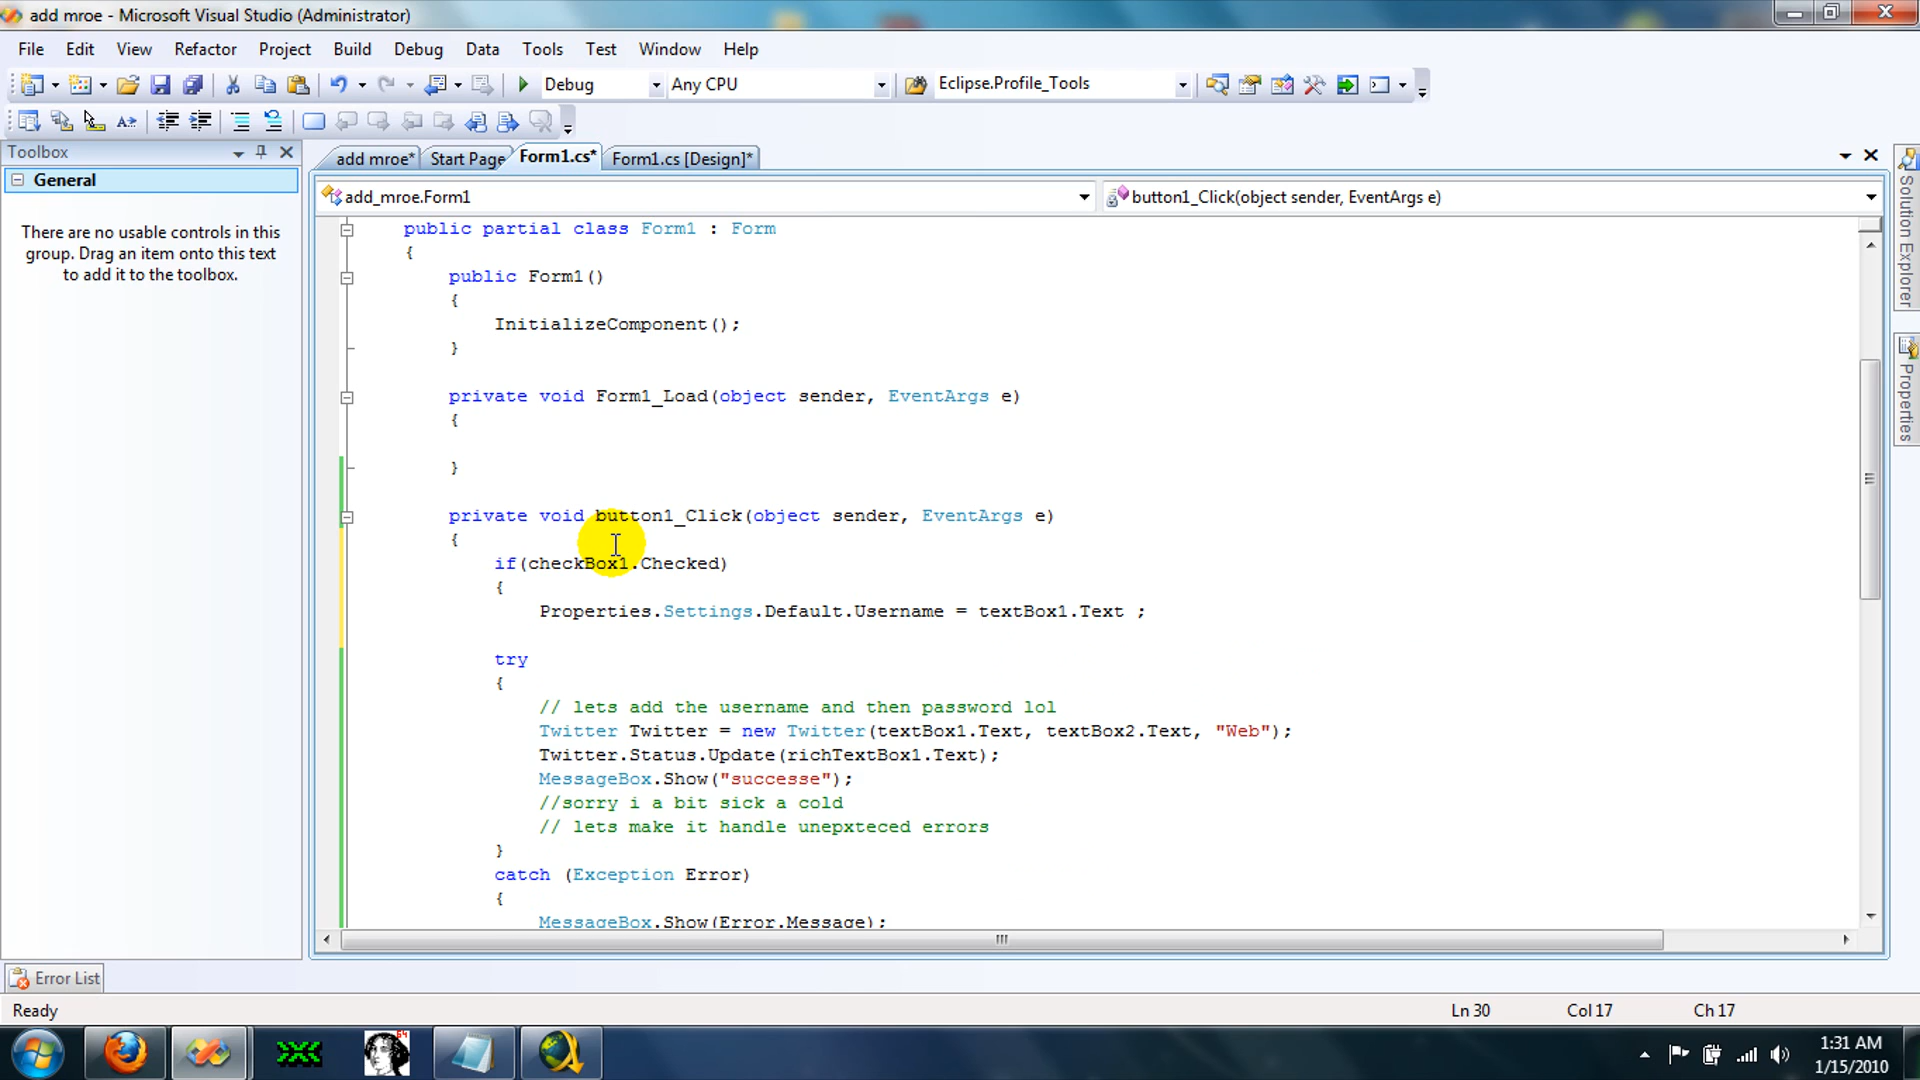 add mroe - Microsoft Visual Studio (Administrator)
File Edit View Refactor Project Build Debug Data Tools Test Window Help
Debug Any CPU Eclipse.Profile_Tools
Toolbox
General
There are no usable controls in this
group. Drag an item onto this text
to add it to the toolbox.
add mroe* Start Page Form1.cs* Form1.cs [Design]*
add_mroe.Form1 button1_Click(object sender, EventArgs e)
public partial class Form1 : Form
{
public Form1()
{
InitializeComponent();
}
private void Form1_Load(object sender, EventArgs e)
{
}
private void button1_Click(object sender, EventArgs e)
{
if(checkBox1.Checked)
{
Properties.Settings.Default.Username = textBox1.Text ;
try
{
// lets add the username and then password lol
Twitter Twitter = new Twitter(textBox1.Text, textBox2.Text, "Web");
Twitter.Status.Update(richTextBox1.Text);
MessageBox.Show("successe");
//sorry i a bit sick a cold
// lets make it handle unepxteced errors
}
catch (Exception Error)
{
MessageBox.Show(Error.Message);
Solution Explorer
Properties
Error List
Ready Ln 30 Col 17 Ch 17
64
1:31 AM
1/15/2010